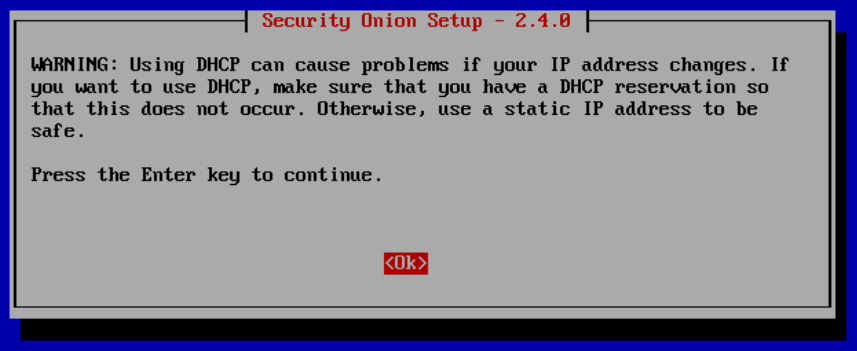 Security Onion Setup - 2.4.0
WARNING: Using DHCP can cause problems if your IP address changes. If
you want to use DHCP, make sure that you have a DHCP reservation so
that this does not occur. Otherwise, use a static IP address to be
safe.
Press the Enter key to continue.
<Ok>